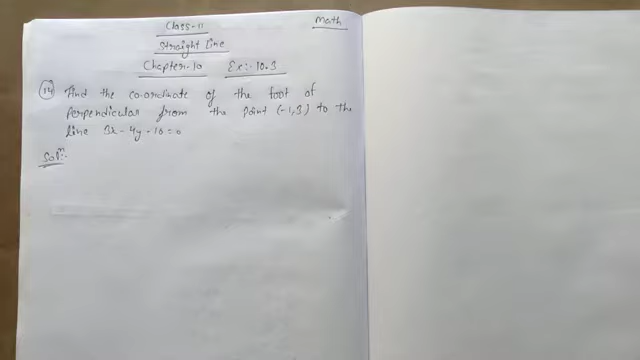 Class-11
Math
Straight line
Chapter-10 Ex:-10.3
(14) Find the co-ordinate of the foot of
perpendicular from the point (-1,3) to the
line 3x-4y-16=0
Solⁿ:-